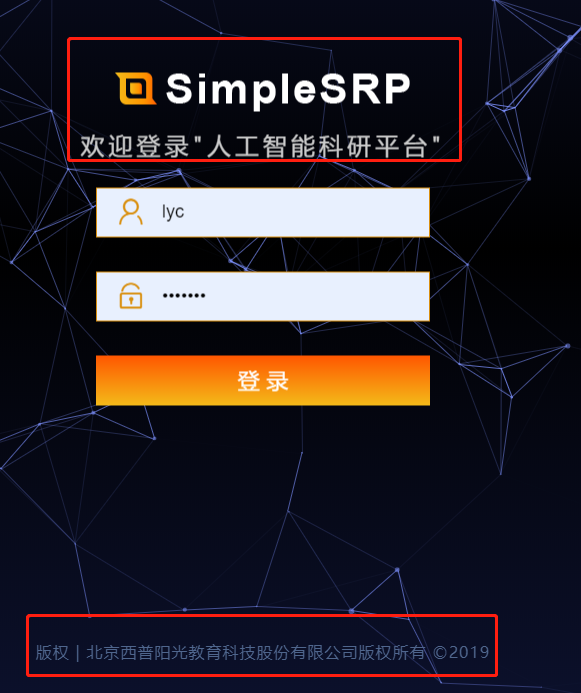 SimpleSRP
欢迎登录"人工智能科研平台"
lyc
•••••••
登录
版权 | 北京西普阳光教育科技股份有限公司版权所有 ©2019